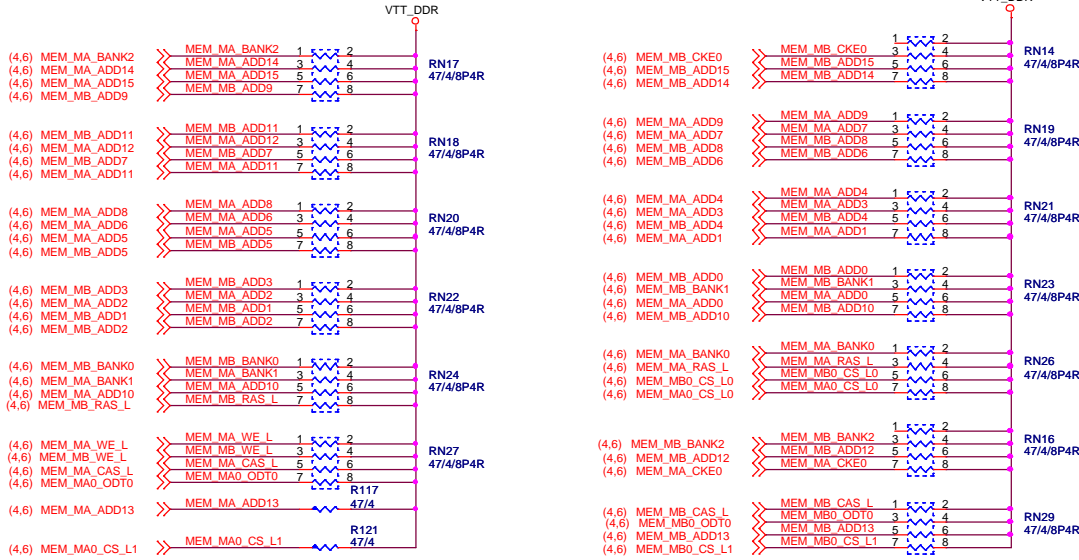 VTT_DDR
(4,6) MEM_MA_BANK2 MEM_MA_BANK2 1 2
(4,6) MEM_MA_ADD14 MEM_MA_ADD14 3 4 RN17
(4,6) MEM_MA_ADD15 MEM_MA_ADD15 5 6 47/4/8P4R
(4,6) MEM_MB_ADD9 MEM_MB_ADD9 7 8
(4,6) MEM_MB_ADD11 MEM_MB_ADD11 1 2
(4,6) MEM_MA_ADD12 MEM_MA_ADD12 3 4 RN18
(4,6) MEM_MB_ADD7 MEM_MB_ADD7 5 6 47/4/8P4R
(4,6) MEM_MA_ADD11 MEM_MA_ADD11 7 8
(4,6) MEM_MA_ADD8 MEM_MA_ADD8 1 2
(4,6) MEM_MA_ADD6 MEM_MA_ADD6 3 4 RN20
(4,6) MEM_MA_ADD5 MEM_MA_ADD5 5 6 47/4/8P4R
(4,6) MEM_MB_ADD5 MEM_MB_ADD5 7 8
(4,6) MEM_MB_ADD3 MEM_MB_ADD3 1 2
(4,6) MEM_MA_ADD2 MEM_MA_ADD2 3 4 RN22
(4,6) MEM_MB_ADD1 MEM_MB_ADD1 5 6 47/4/8P4R
(4,6) MEM_MB_ADD2 MEM_MB_ADD2 7 8
(4,6) MEM_MB_BANK0 MEM_MB_BANK0 1 2
(4,6) MEM_MA_BANK1 MEM_MA_BANK1 3 4 RN24
(4,6) MEM_MA_ADD10 MEM_MA_ADD10 5 6 47/4/8P4R
(4,6) MEM_MB_RAS_L MEM_MB_RAS_L 7 8
(4,6) MEM_MA_WE_L MEM_MA_WE_L 1 2
(4,6) MEM_MB_WE_L MEM_MB_WE_L 3 4 RN27
(4,6) MEM_MA_CAS_L MEM_MA_CAS_L 5 6 47/4/8P4R
(4,6) MEM_MA0_ODT0 MEM_MA0_ODT0 7 8
R117
(4,6) MEM_MA_ADD13 MEM_MA_ADD13 47/4
R121
(4,6) MEM_MA0_CS_L1 MEM_MA0_CS_L1 47/4
1 2
(4,6) MEM_MB_CKE0 MEM_MB_CKE0 3 4 RN14
(4,6) MEM_MB_ADD15 MEM_MB_ADD15 5 6 47/4/8P4R
(4,6) MEM_MB_ADD14 MEM_MB_ADD14 7 8
(4,6) MEM_MA_ADD9 MEM_MA_ADD9 1 2
(4,6) MEM_MA_ADD7 MEM_MA_ADD7 3 4 RN19
(4,6) MEM_MB_ADD8 MEM_MB_ADD8 5 6 47/4/8P4R
(4,6) MEM_MB_ADD6 MEM_MB_ADD6 7 8
(4,6) MEM_MA_ADD4 MEM_MA_ADD4 1 2
(4,6) MEM_MA_ADD3 MEM_MA_ADD3 3 4 RN21
(4,6) MEM_MB_ADD4 MEM_MB_ADD4 5 6 47/4/8P4R
(4,6) MEM_MA_ADD1 MEM_MA_ADD1 7 8
(4,6) MEM_MB_ADD0 MEM_MB_ADD0 1 2
(4,6) MEM_MB_BANK1 MEM_MB_BANK1 3 4 RN23
(4,6) MEM_MA_ADD0 MEM_MA_ADD0 5 6 47/4/8P4R
(4,6) MEM_MB_ADD10 MEM_MB_ADD10 7 8
(4,6) MEM_MA_BANK0 MEM_MA_BANK0 1 2
(4,6) MEM_MA_RAS_L MEM_MA_RAS_L 3 4 RN26
(4,6) MEM_MB0_CS_L0 MEM_MB0_CS_L0 5 6 47/4/8P4R
(4,6) MEM_MA0_CS_L0 MEM_MA0_CS_L0 7 8
1 2
(4,6) MEM_MB_BANK2 MEM_MB_BANK2 3 4 RN16
(4,6) MEM_MB_ADD12 MEM_MB_ADD12 5 6 47/4/8P4R
(4,6) MEM_MA_CKE0 MEM_MA_CKE0 7 8
(4,6) MEM_MB_CAS_L MEM_MB_CAS_L 1 2
(4,6) MEM_MB0_ODT0 MEM_MB0_ODT0 3 4 RN29
(4,6) MEM_MB_ADD13 MEM_MB_ADD13 5 6 47/4/8P4R
(4,6) MEM_MB0_CS_L1 MEM_MB0_CS_L1 7 8